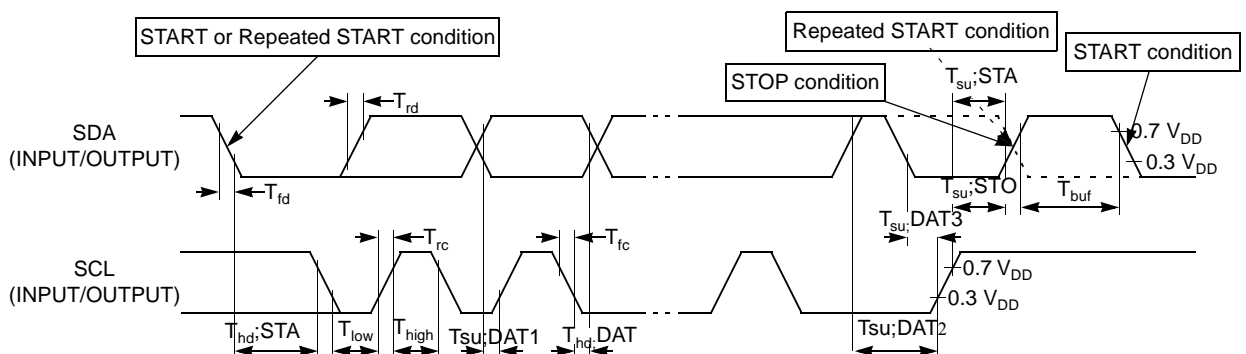 START or Repeated START condition
Repeated START condition
START condition
STOP condition
Tsu;STA
Trd
SDA
(INPUT/OUTPUT)
0.7 VDD
0.3 VDD
Tfd
Tsu;STO
Tbuf
Tsu;DAT3
Trc
Tfc
SCL
(INPUT/OUTPUT)
0.7 VDD
0.3 VDD
Thd;STA
Tlow
Thigh
Tsu;DAT1
Thd;DAT
Tsu;DAT2